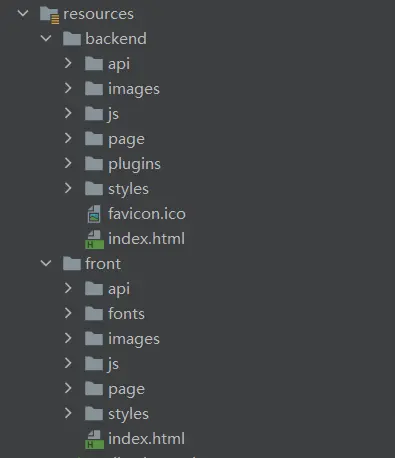 resources
backend
api
images
js
page
plugins
styles
favicon.ico
index.html
front
api
fonts
images
js
page
styles
index.html